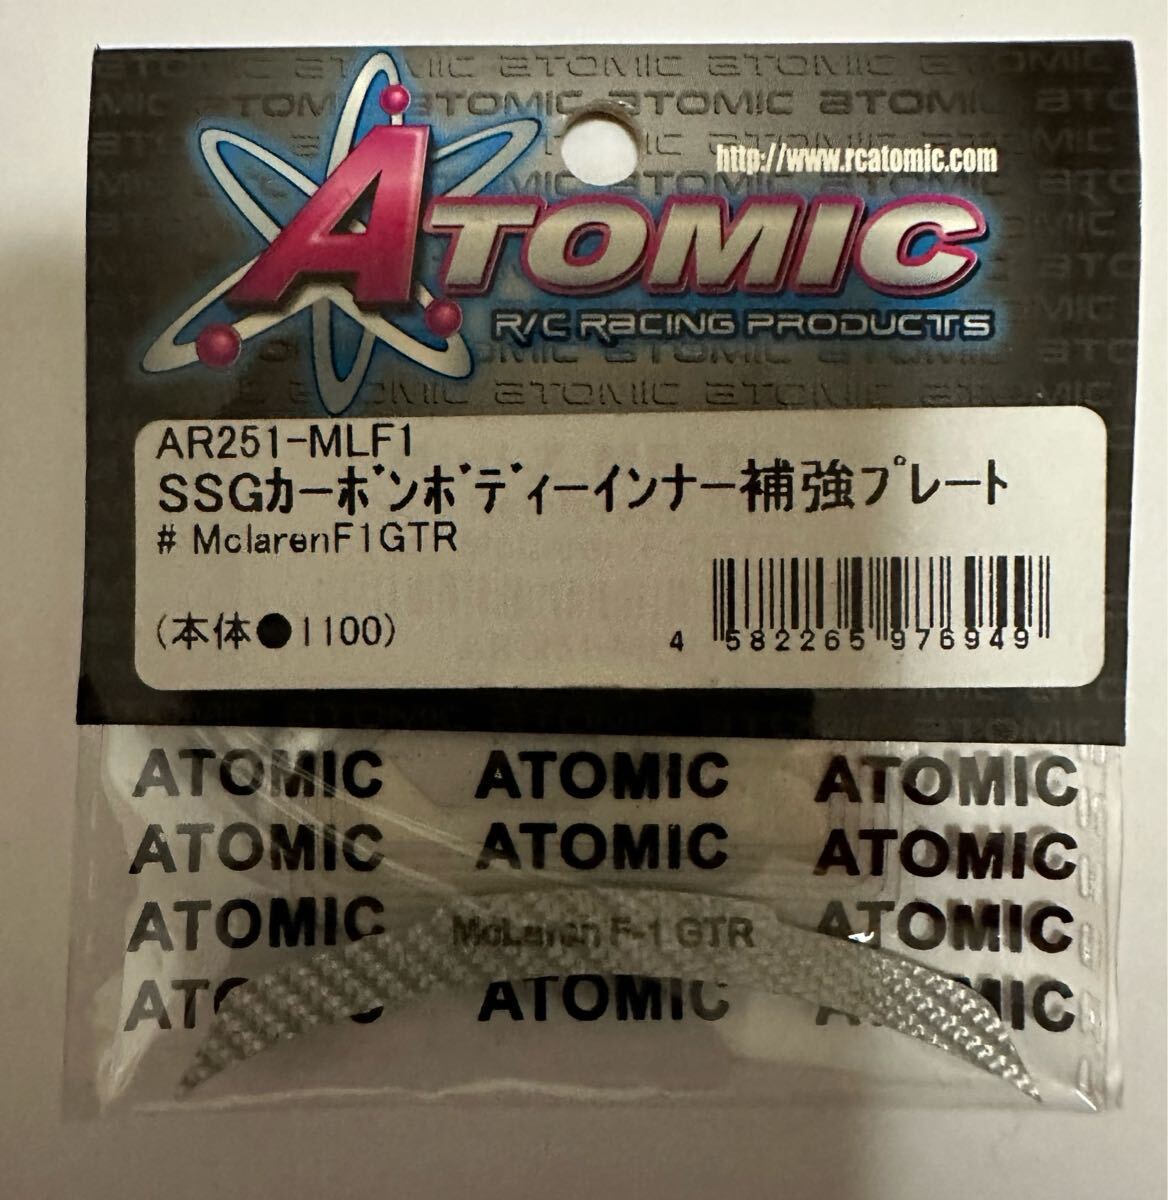 http://www.rcatomic.com
ATOMIC
R/C RACING PRODUCTS
AR251-MLF1
SSGカーボンボディーインナー補強プレート
# MclarenF1GTR
(本体●1100)
4 582265 976949
ATOMIC ATOMIC ATOMIC
ATOMIC ATOMIC ATOMIC
ATOMIC McLaren F-1 GTR ATOMIC
ATOMIC ATOMIC